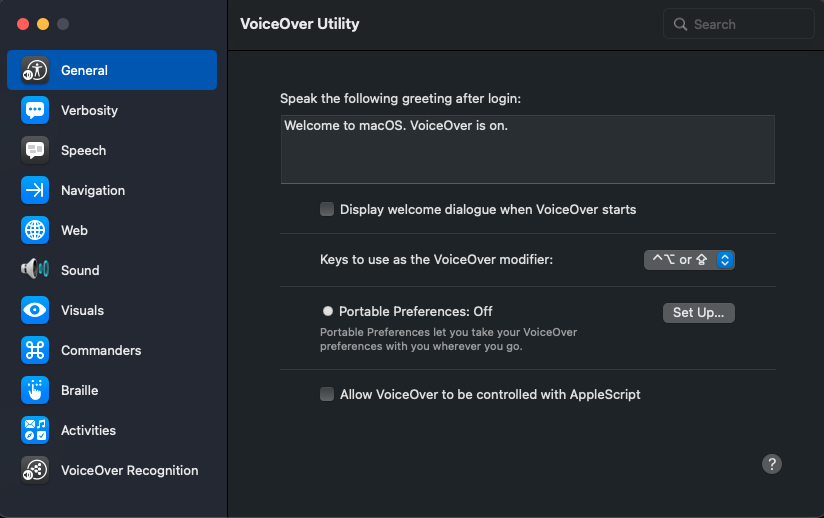 VoiceOver Utility
Search
General
Verbosity
Speech
Navigation
Web
Sound
Visuals
Commanders
Braille
Activities
VoiceOver Recognition
Speak the following greeting after login:
Welcome to macOS. VoiceOver is on.
Display welcome dialogue when VoiceOver starts
Keys to use as the VoiceOver modifier:
⌃⌥ or ⇪
Portable Preferences: Off
Set Up...
Portable Preferences let you take your VoiceOver
preferences with you wherever you go.
Allow VoiceOver to be controlled with AppleScript
?